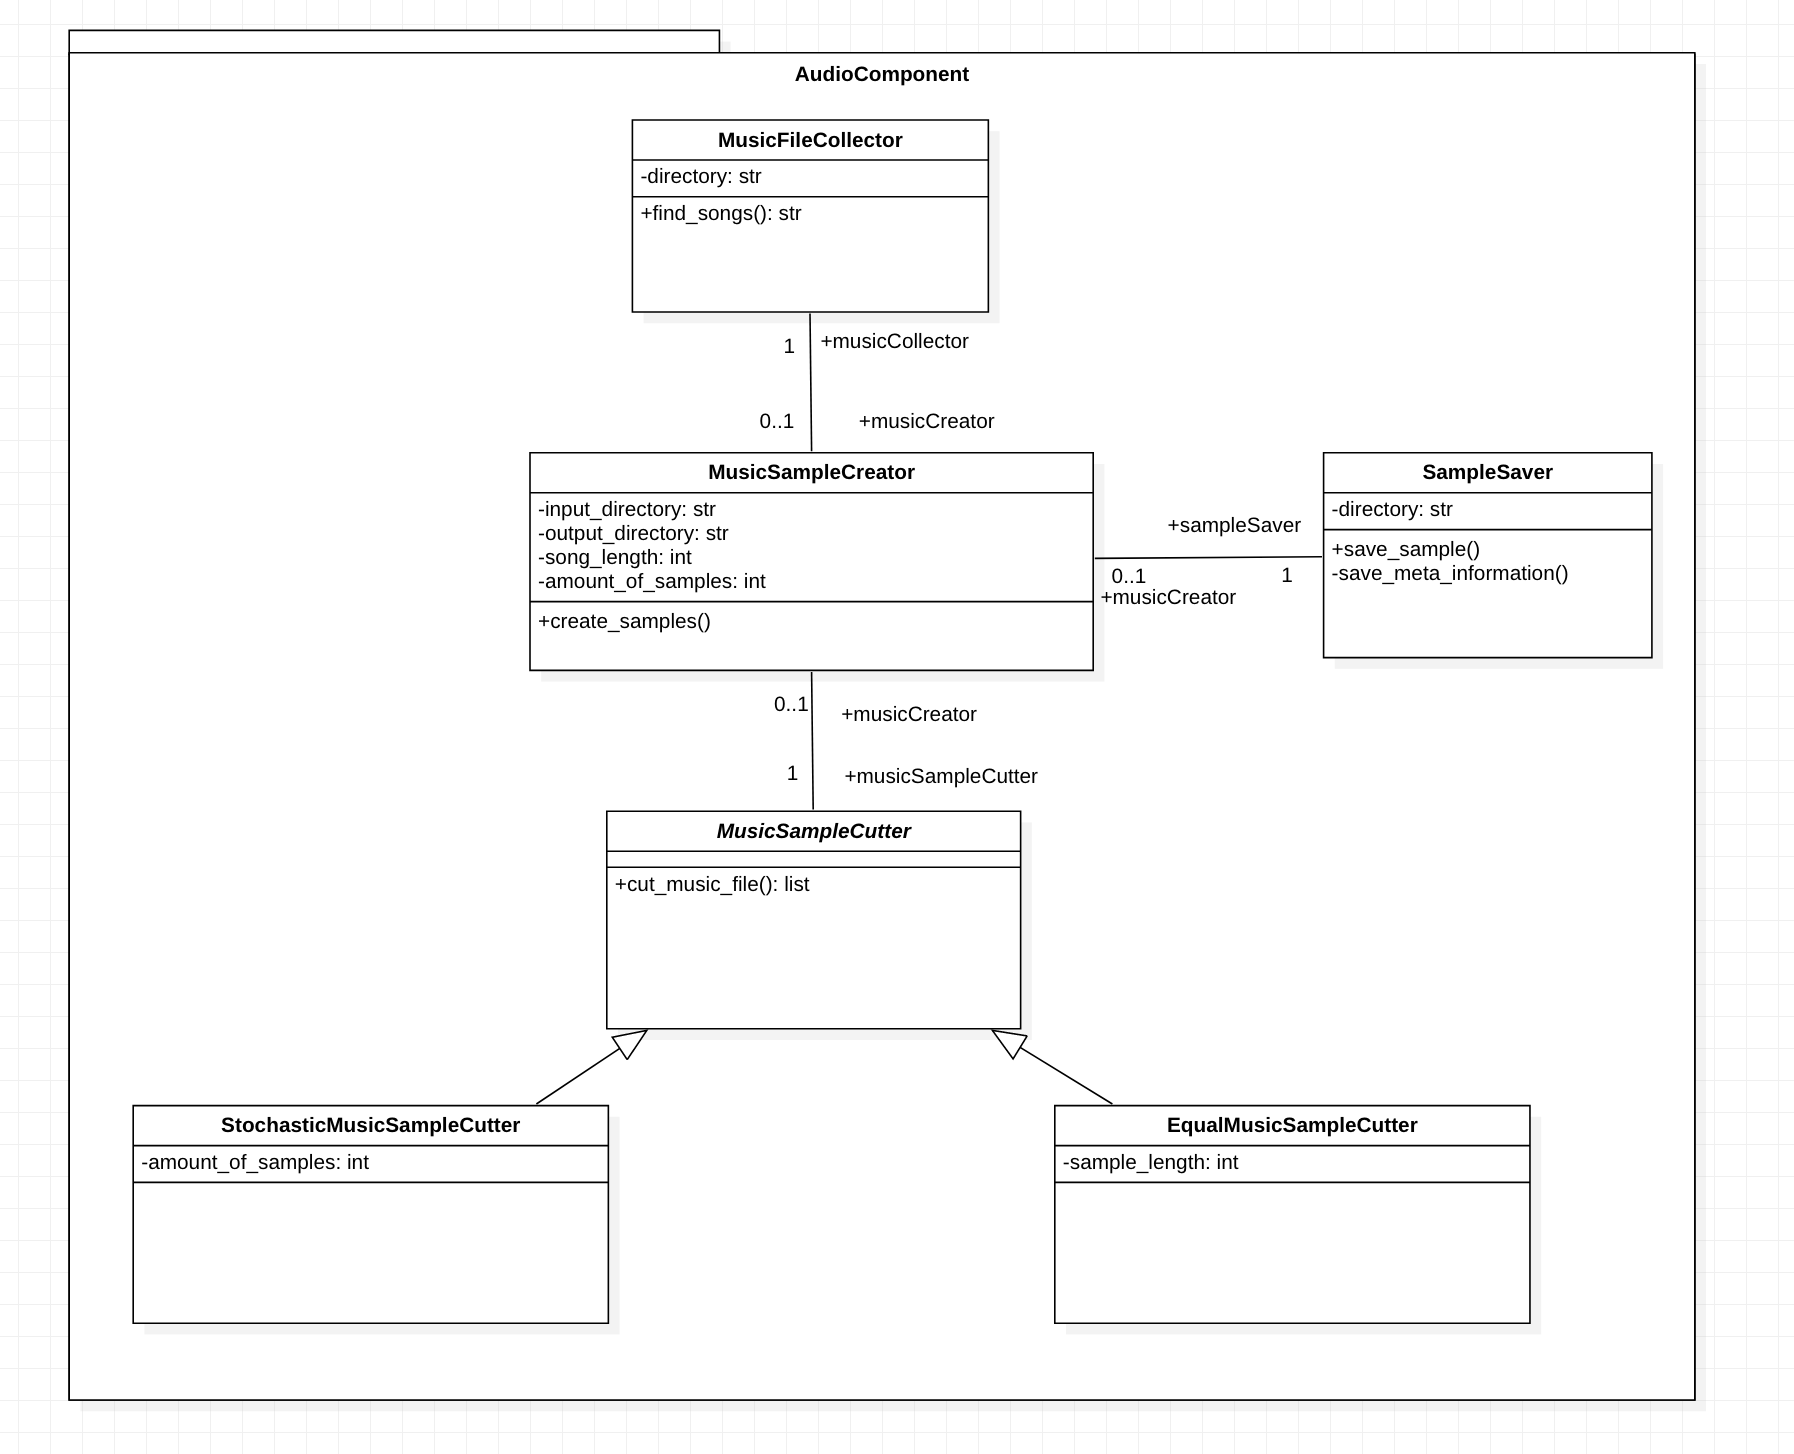 AudioComponent
MusicFileCollector
-directory: str
+find_songs(): str
1
+musicCollector
0..1
+musicCreator
MusicSampleCreator
-input_directory: str
-output_directory: str
-song_length: int
-amount_of_samples: int
+create_samples()
+sampleSaver
0..1
1
+musicCreator
SampleSaver
-directory: str
+save_sample()
-save_meta_information()
0..1
+musicCreator
1
+musicSampleCutter
MusicSampleCutter
+cut_music_file(): list
StochasticMusicSampleCutter
-amount_of_samples: int
EqualMusicSampleCutter
-sample_length: int